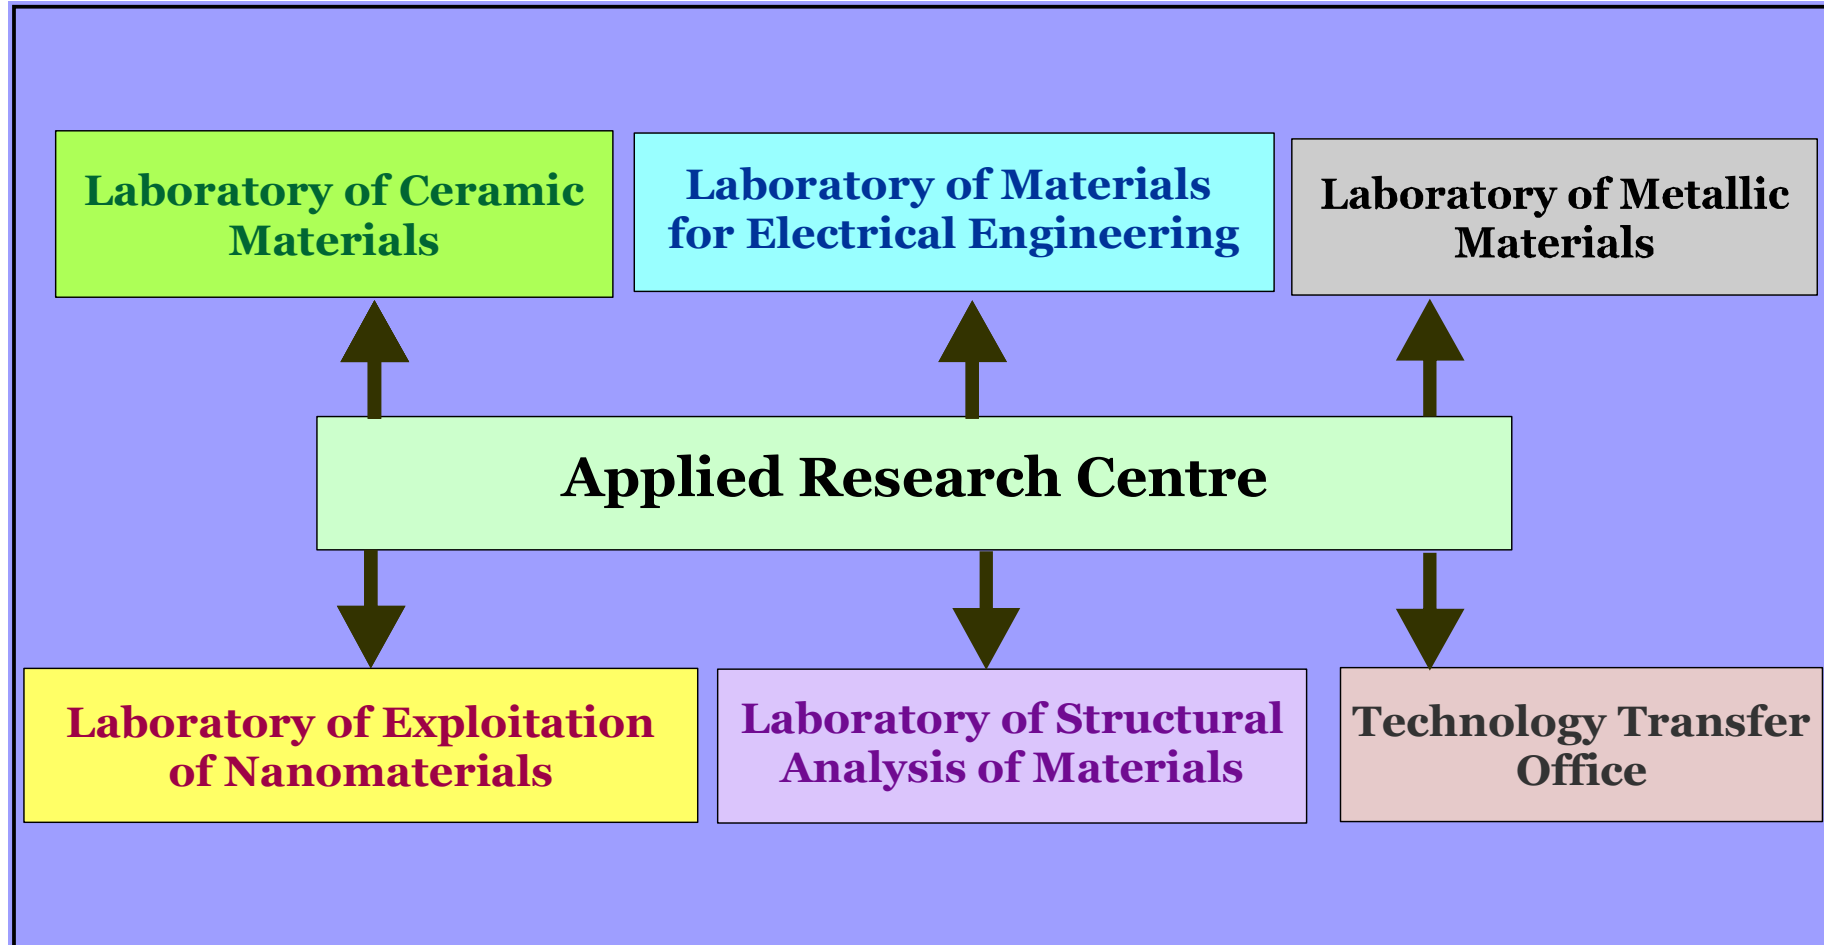 Laboratory of Ceramic
Materials
Laboratory of Materials
for Electrical Engineering
Laboratory of Metallic
Materials
Applied Research Centre
Laboratory of Exploitation
of Nanomaterials
Laboratory of Structural
Analysis of Materials
Technology Transfer
Office